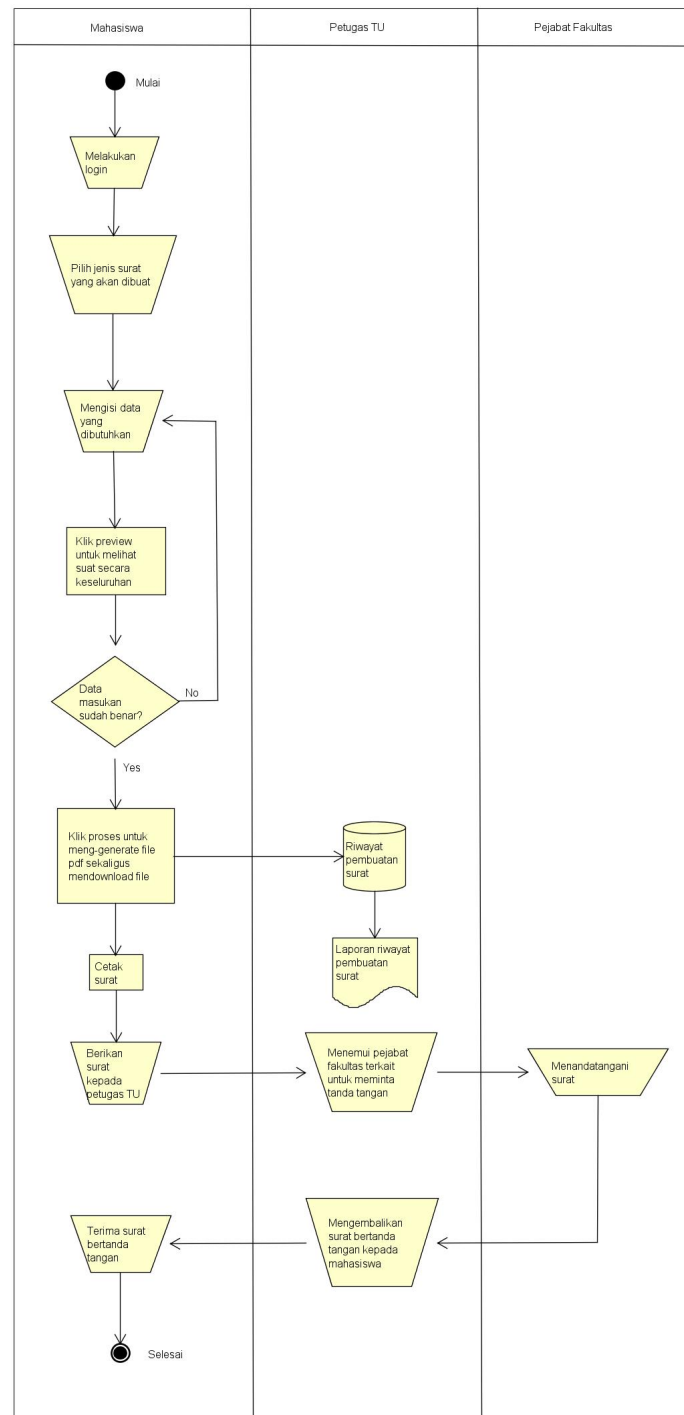 Mahasiswa
Petugas TU
Pejabat Fakultas
Mulai
Melakukan
login
Pilih jenis surat
yang akan dibuat
Mengisi data
yang
dibutuhkan
Klik preview
untuk melihat
suat secara
keseluruhan
Data
masukan
sudah benar?
No
Yes
Klik proses untuk
meng-generate file
pdf sekaligus
mendownload file
Riwayat
pembuatan
surat
Laporan riwayat
pembuatan
surat
Cetak
surat
Berikan
surat
kepada
petugas TU
Menemui pejabat
fakultas terkait
untuk meminta
tanda tangan
Menandatangani
surat
Mengembalikan
surat bertanda
tangan kepada
mahasiswa
Terima surat
bertanda
tangan
Selesai